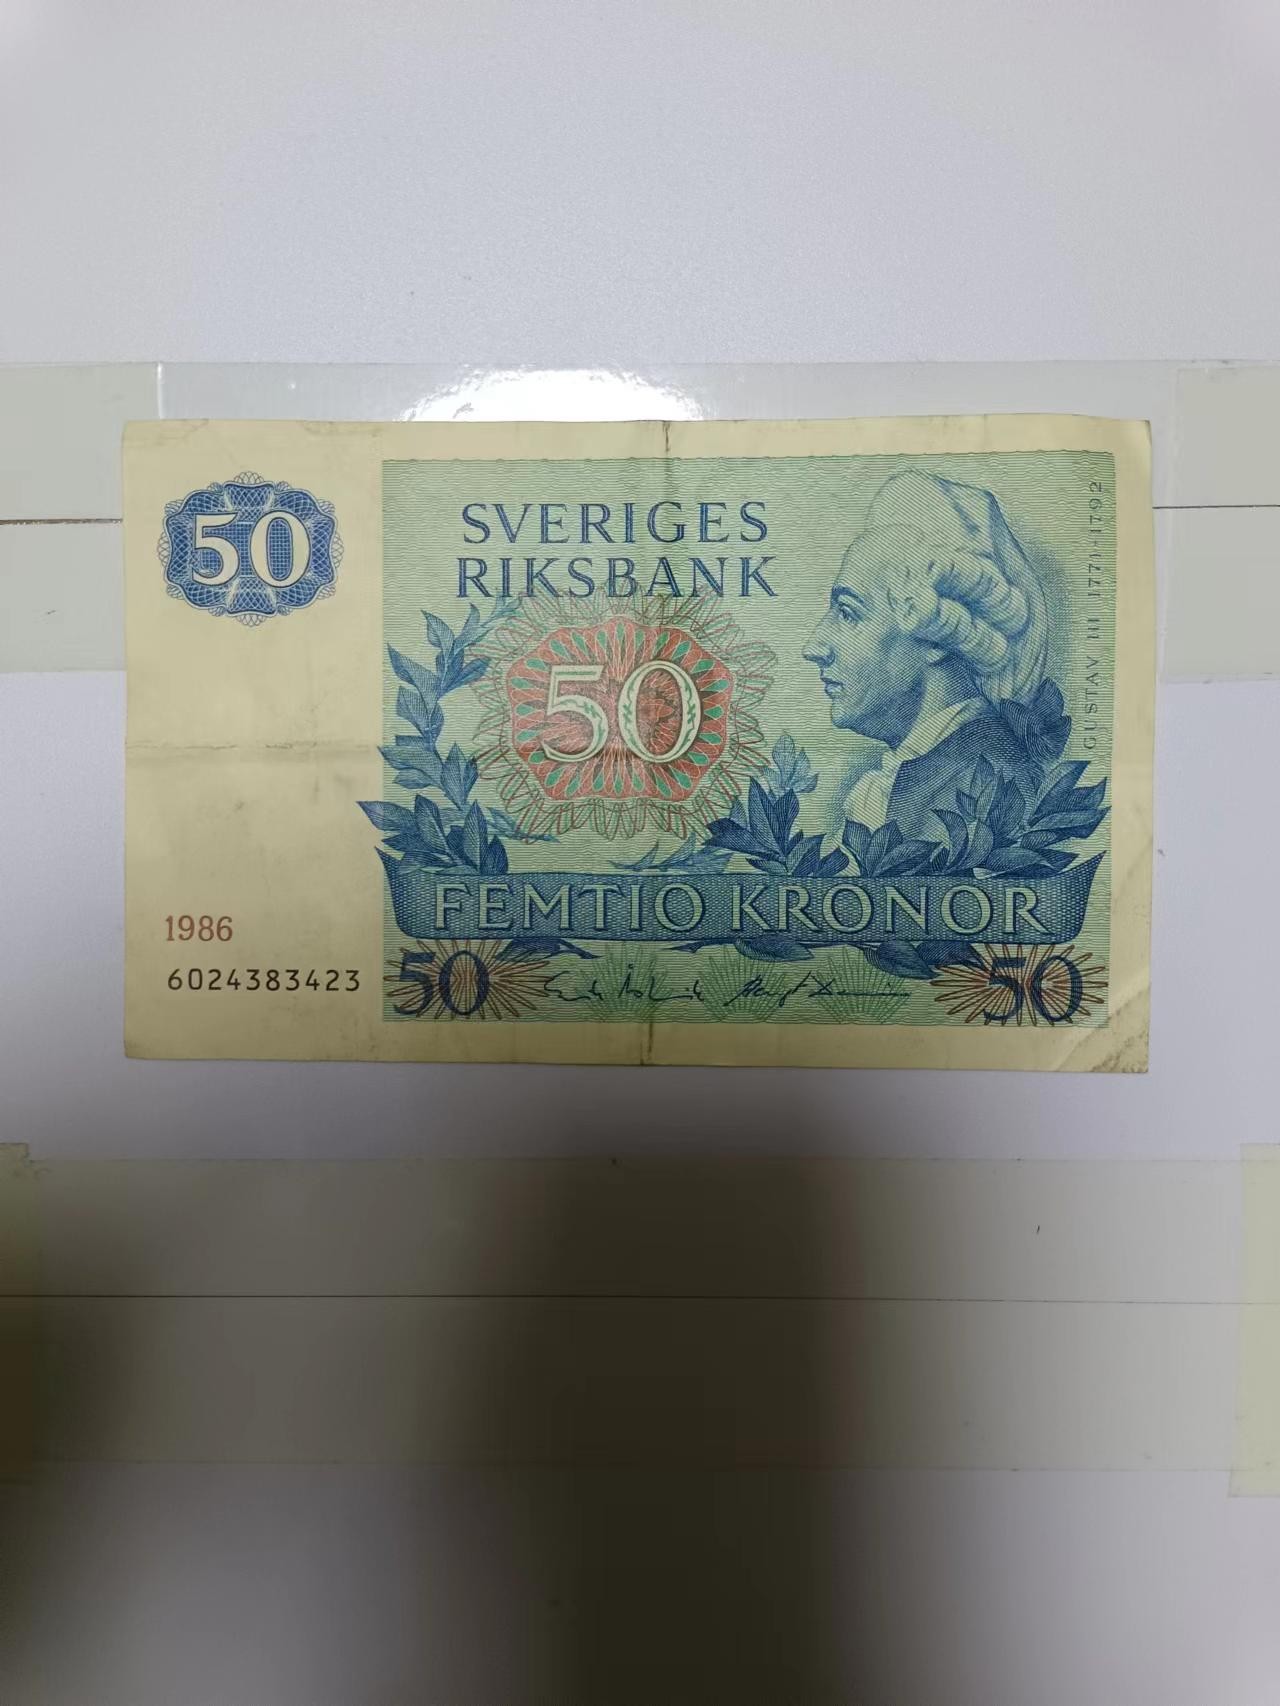 50
SVERIGES
RIKSBANK
50
GUSTAV III 1771-1792
FEMTIO KRONOR
1986
6024383423
50
50